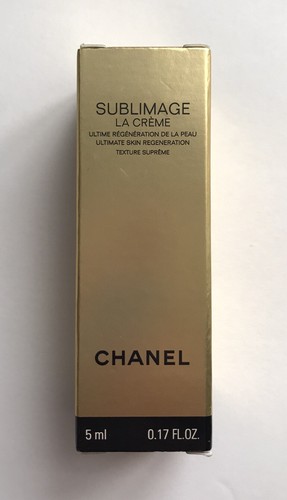 SUBLIMAGE
LA CRÈME
ULTIME RÉGÉNÉRATION DE LA PEAU
ULTIMATE SKIN REGENERATION
TEXTURE SUPRÊME
CHANEL
5 ml 0.17 FL.OZ.